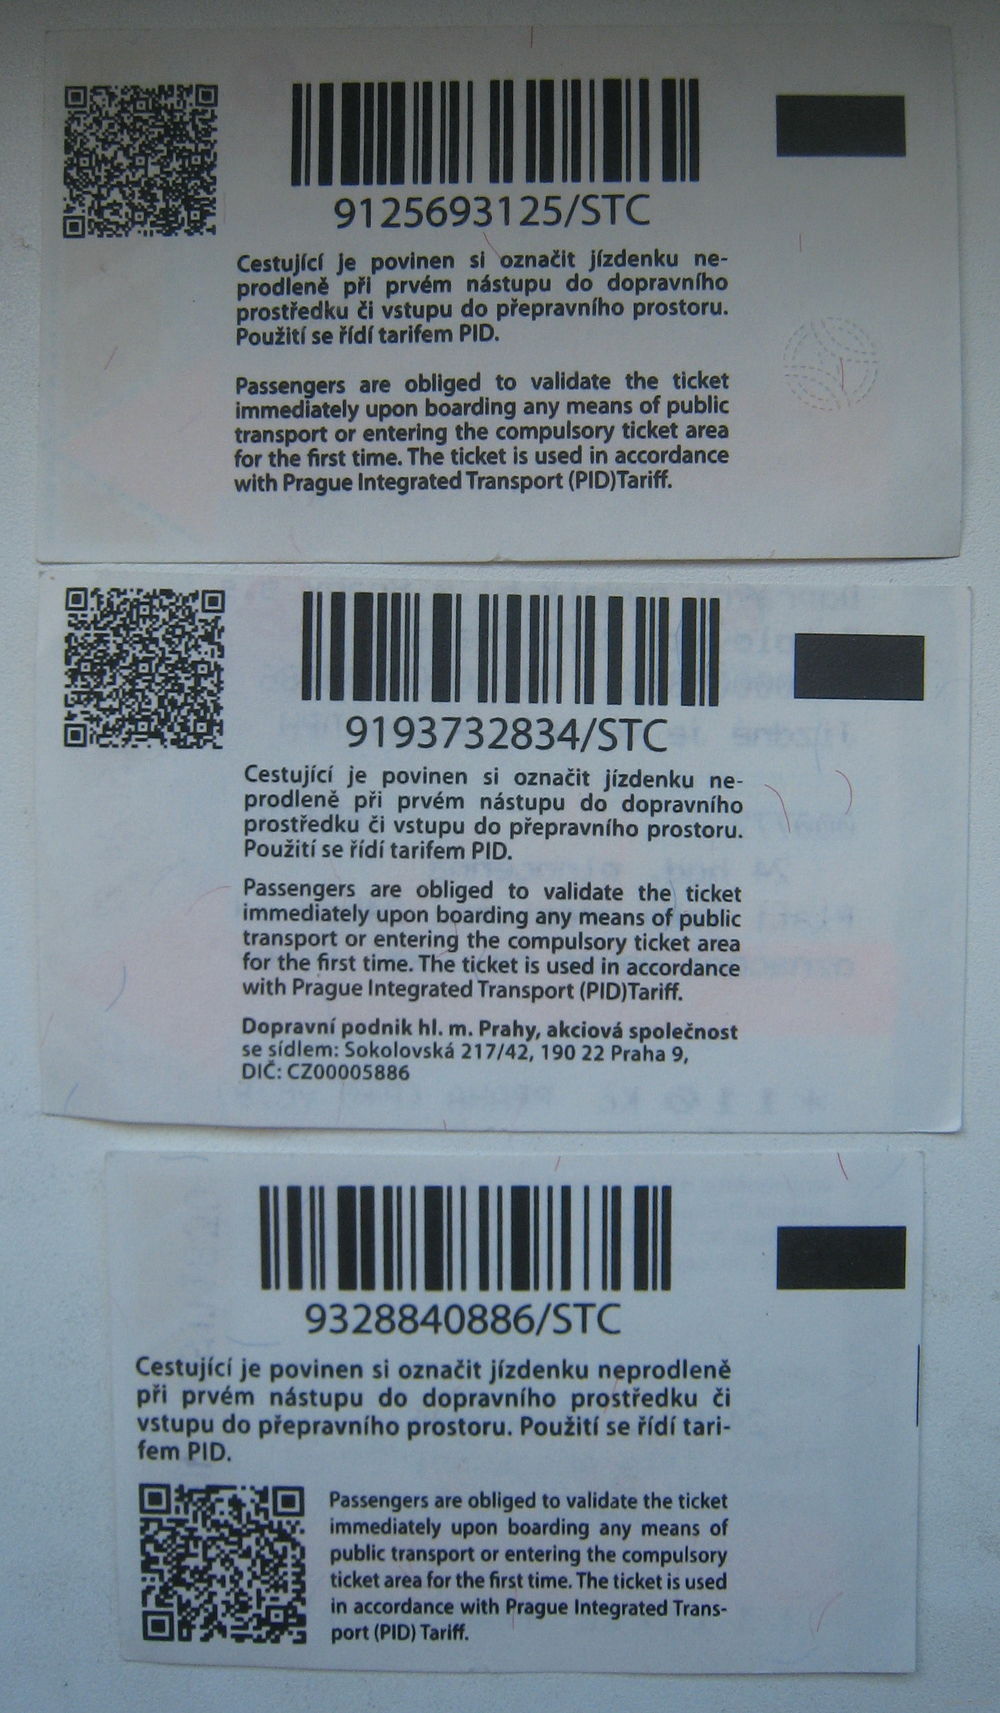 9125693125/STC
Cestující je povinen si označit jízdenku ne-
prodleně při prvém nástupu do dopravního
prostředku či vstupu do přepravního prostoru.
Použití se řídí tarifem PID.
Passengers are obliged to validate the ticket
immediately upon boarding any means of public
transport or entering the compulsory ticket area
for the first time. The ticket is used in accordance
with Prague Integrated Transport (PID)Tariff.
9193732834/STC
Cestující je povinen si označit jízdenku ne-
prodleně při prvém nástupu do dopravního
prostředku či vstupu do přepravního prostoru.
Použití se řídí tarifem PID.
Passengers are obliged to validate the ticket
immediately upon boarding any means of public
transport or entering the compulsory ticket area
for the first time. The ticket is used in accordance
with Prague Integrated Transport (PID)Tariff.
Dopravní podnik hl. m. Prahy, akciová společnost
se sídlem: Sokolovská 217/42, 190 22 Praha 9,
DIČ: CZ00005886
9328840886/STC
Cestující je povinen si označit jízdenku neprodleně
při prvém nástupu do dopravního prostředku či
vstupu do přepravního prostoru. Použití se řídí tari-
fem PID.
Passengers are obliged to validate the ticket
immediately upon boarding any means of
public transport or entering the compulsory
ticket area for the first time. The ticket is used
in accordance with Prague Integrated Trans-
port (PID) Tariff.